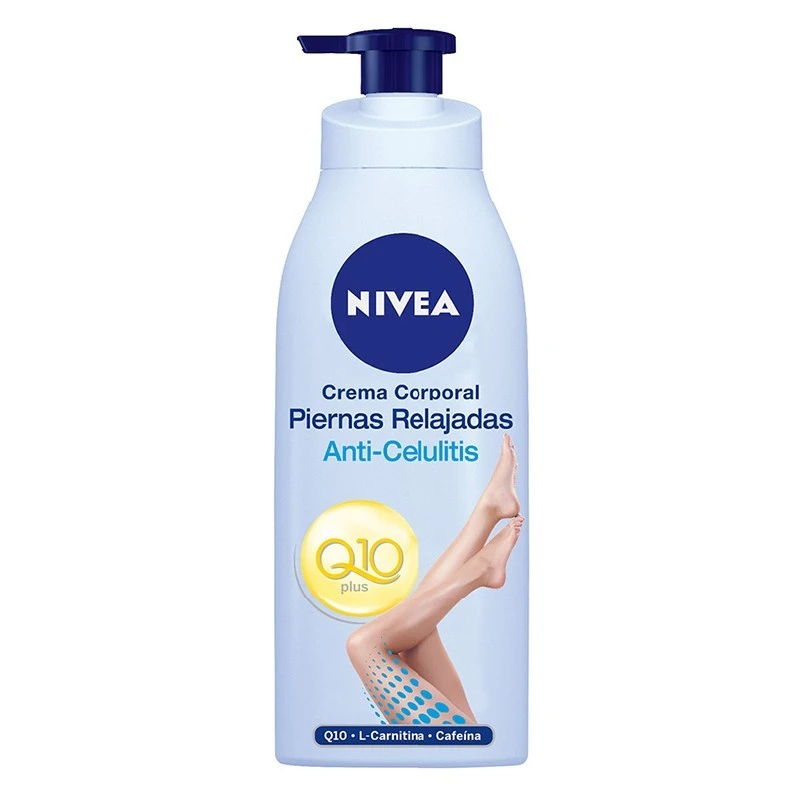 NIVEA
Crema Corporal
Piernas Relajadas
Anti-Celulitis
Q10
plus
Q10 • L-Carnitina • Cafeína